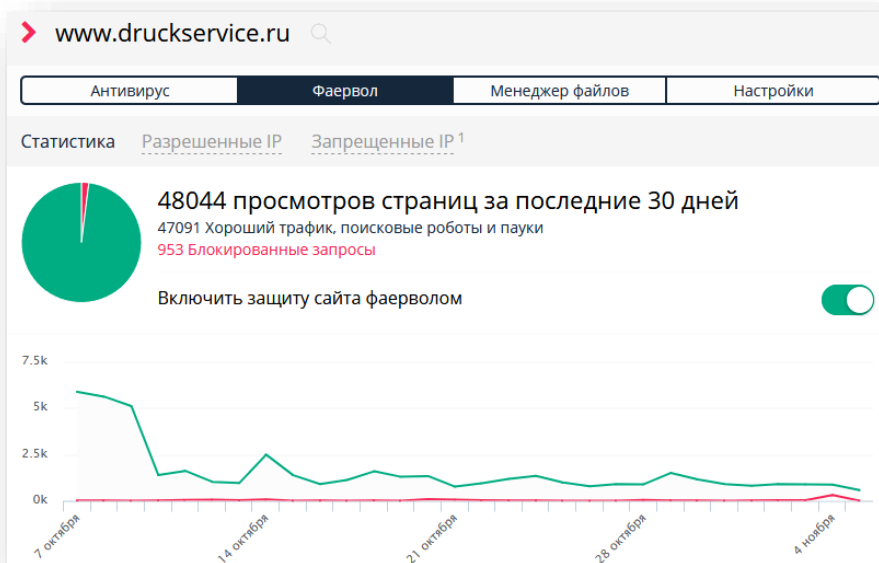 www.druckservice.ru
Антивирус Фаервол Менеджер файлов Настройки
Статистика Разрешенные IP Запрещенные IP 1
48044 просмотров страниц за последние 30 дней
47091 Хороший трафик, поисковые роботы и пауки
953 Блокированные запросы
Включить защиту сайта фаерволом
7.5k
5k
2.5k
0k
7 октября 14 октября 21 октября 28 октября 4 ноября